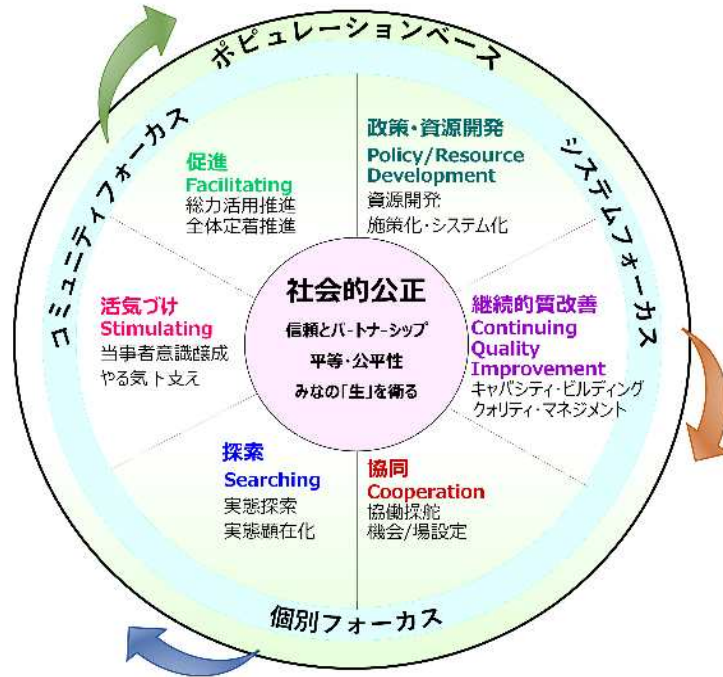 ポピュレーションベース
コミュニティフォーカス
システムフォーカス
促進
Facilitating
総力活用推進
全体定着推進
政策・資源開発
Policy/Resource
Development
資源開発
施策化・システム化
活気づけ
Stimulating
当事者意識醸成
やる気下支え
社会的公正
信頼とパートナーシップ
平等・公平性
みなの「生」を衛る
継続的質改善
Continuing
Quality
Improvement
キャパシティ・ビルディング
クォリティ・マネジメント
探索
Searching
実態探索
実態顕在化
協同
Cooperation
協働操舵
機会/場設定
個別フォーカス